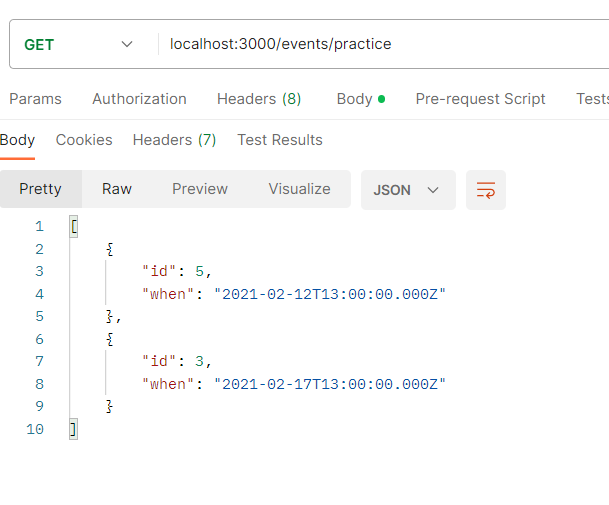 GET localhost:3000/events/practice
Params Authorization Headers (8) Body Pre-request Script Tests
Body Cookies Headers (7) Test Results
Pretty Raw Preview Visualize JSON
1 [
2 {
3 "id": 5,
4 "when": "2021-02-12T13:00:00.000Z"
5 },
6 {
7 "id": 3,
8 "when": "2021-02-17T13:00:00.000Z"
9 }
10 ]